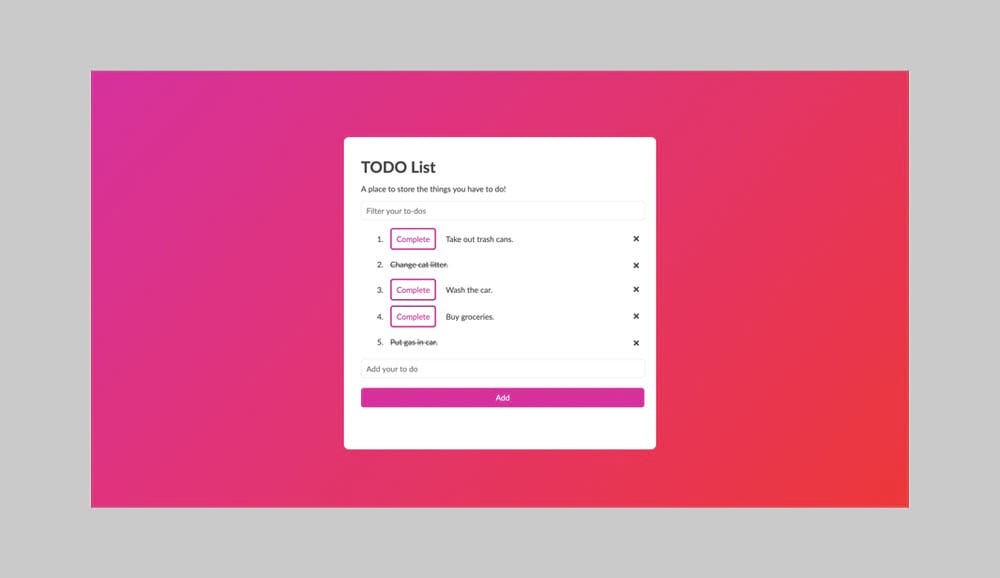 TODO List
A place to store the things you have to do!
Filter your to-dos
1. Complete Take out trash cans. ×
2. Change cat litter. ×
3. Complete Wash the car. ×
4. Complete Buy groceries. ×
5. Put gas in car. ×
Add your to do
Add